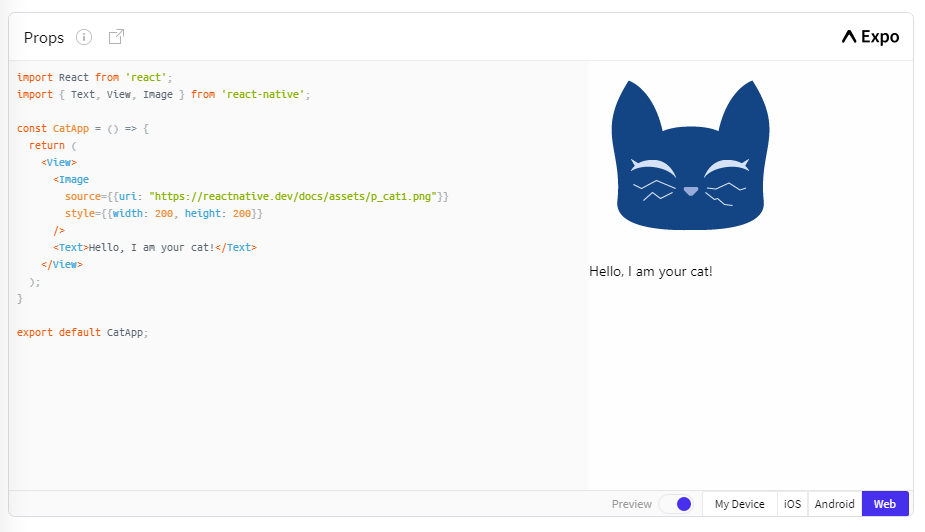 Props
Expo
import React from 'react';
import { Text, View, Image } from 'react-native';
const CatApp = () => {
  return (
    <View>
      <Image
        source={{uri: "https://reactnative.dev/docs/assets/p_cat1.png"}}
        style={{width: 200, height: 200}}
      />
      <Text>Hello, I am your cat!</Text>
    </View>
  );
}
export default CatApp;
Hello, I am your cat!
Preview My Device iOS Android Web